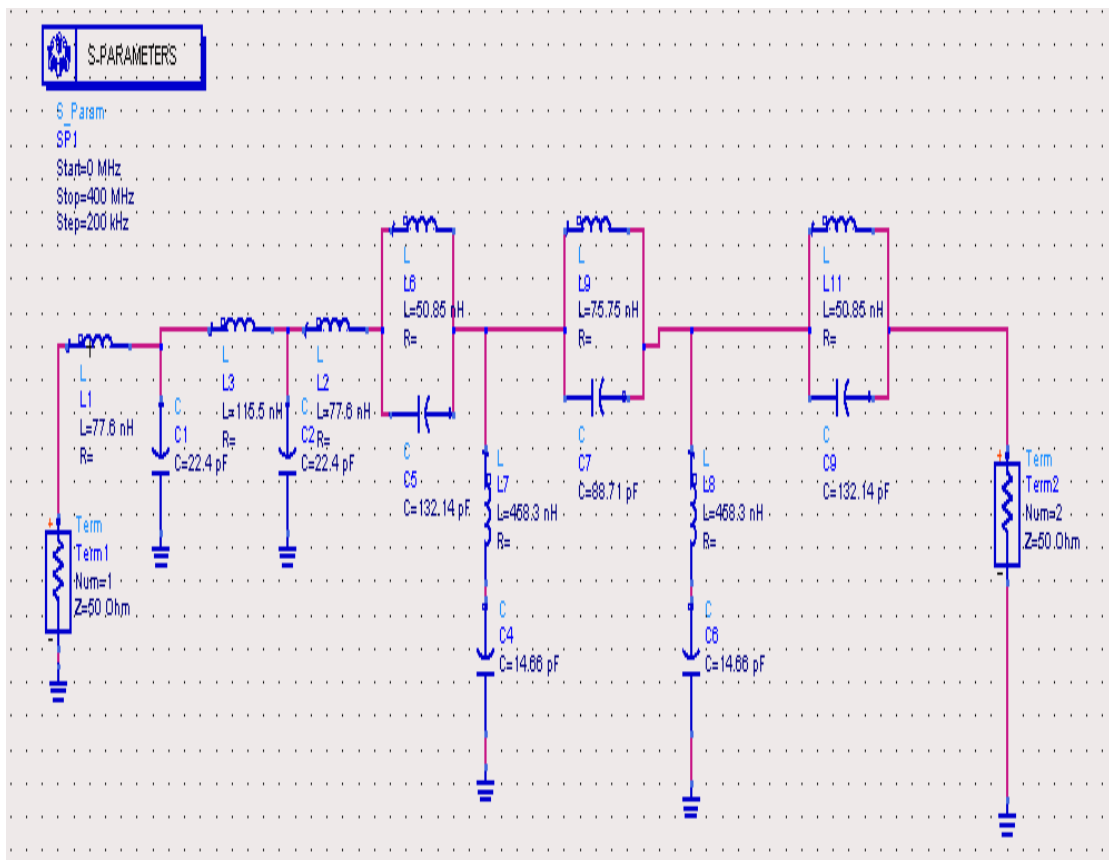 S-PARAMETERS
S_Param
SP1
Start=0 MHz
Stop=400 MHz
Step=200 kHz
L
L6
L=50.85 nH
R=
L
L9
L=75.75 nH
R=
L
L11
L=50.85 nH
R=
L
L1
L=77.6 nH
R=
L
L3
L=115.5 nH
R=
L
L2
L=77.6 nH
R=
C
C1
C=22.4 pF
C
C2
C=22.4 pF
C
C5
C=132.14 pF
C
C7
C=88.71 pF
C
C9
C=132.14 pF
L
L7
L=458.3 nH
R=
L
L8
L=458.3 nH
R=
+
Term
Term1
Num=1
Z=50 Ohm
-
+
Term
Term2
Num=2
Z=50 Ohm
-
C
C4
C=14.66 pF
C
C6
C=14.66 pF